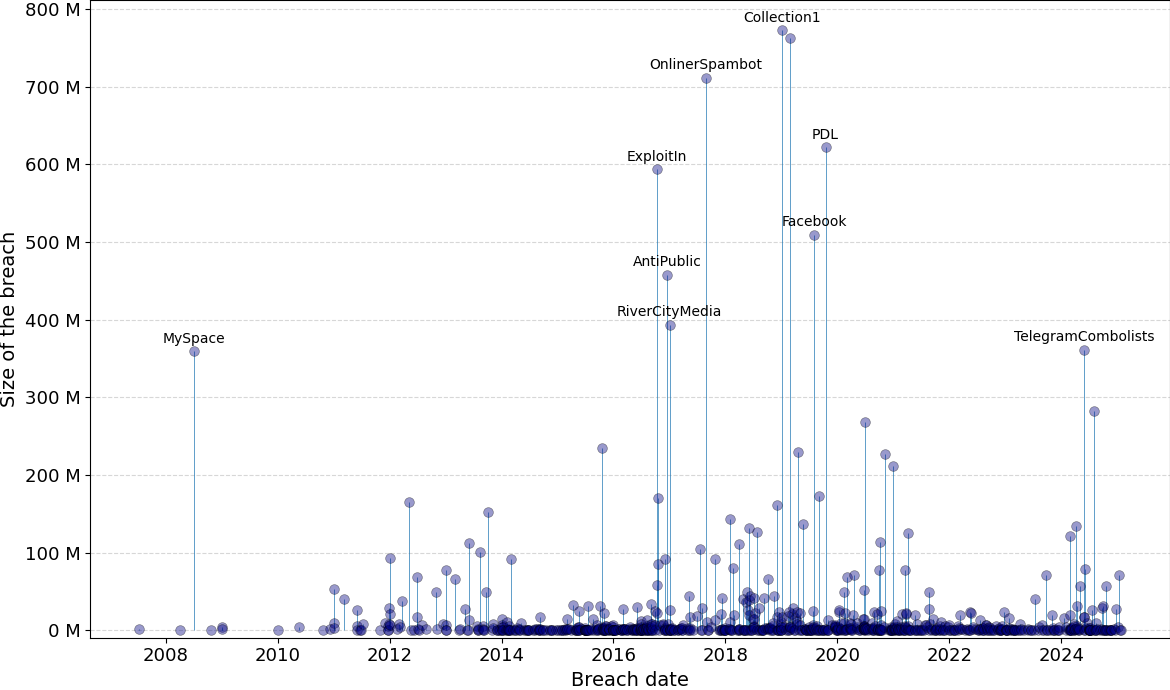 800 M
700 M
600 M
500 M
400 M
300 M
200 M
100 M
0 M
Size of the breach
Collection1
OnlinerSpambot
PDL
ExploitIn
Facebook
AntiPublic
RiverCityMedia
MySpace
TelegramCombolists
2008
2010
2012
2014
2016
2018
2020
2022
2024
Breach date